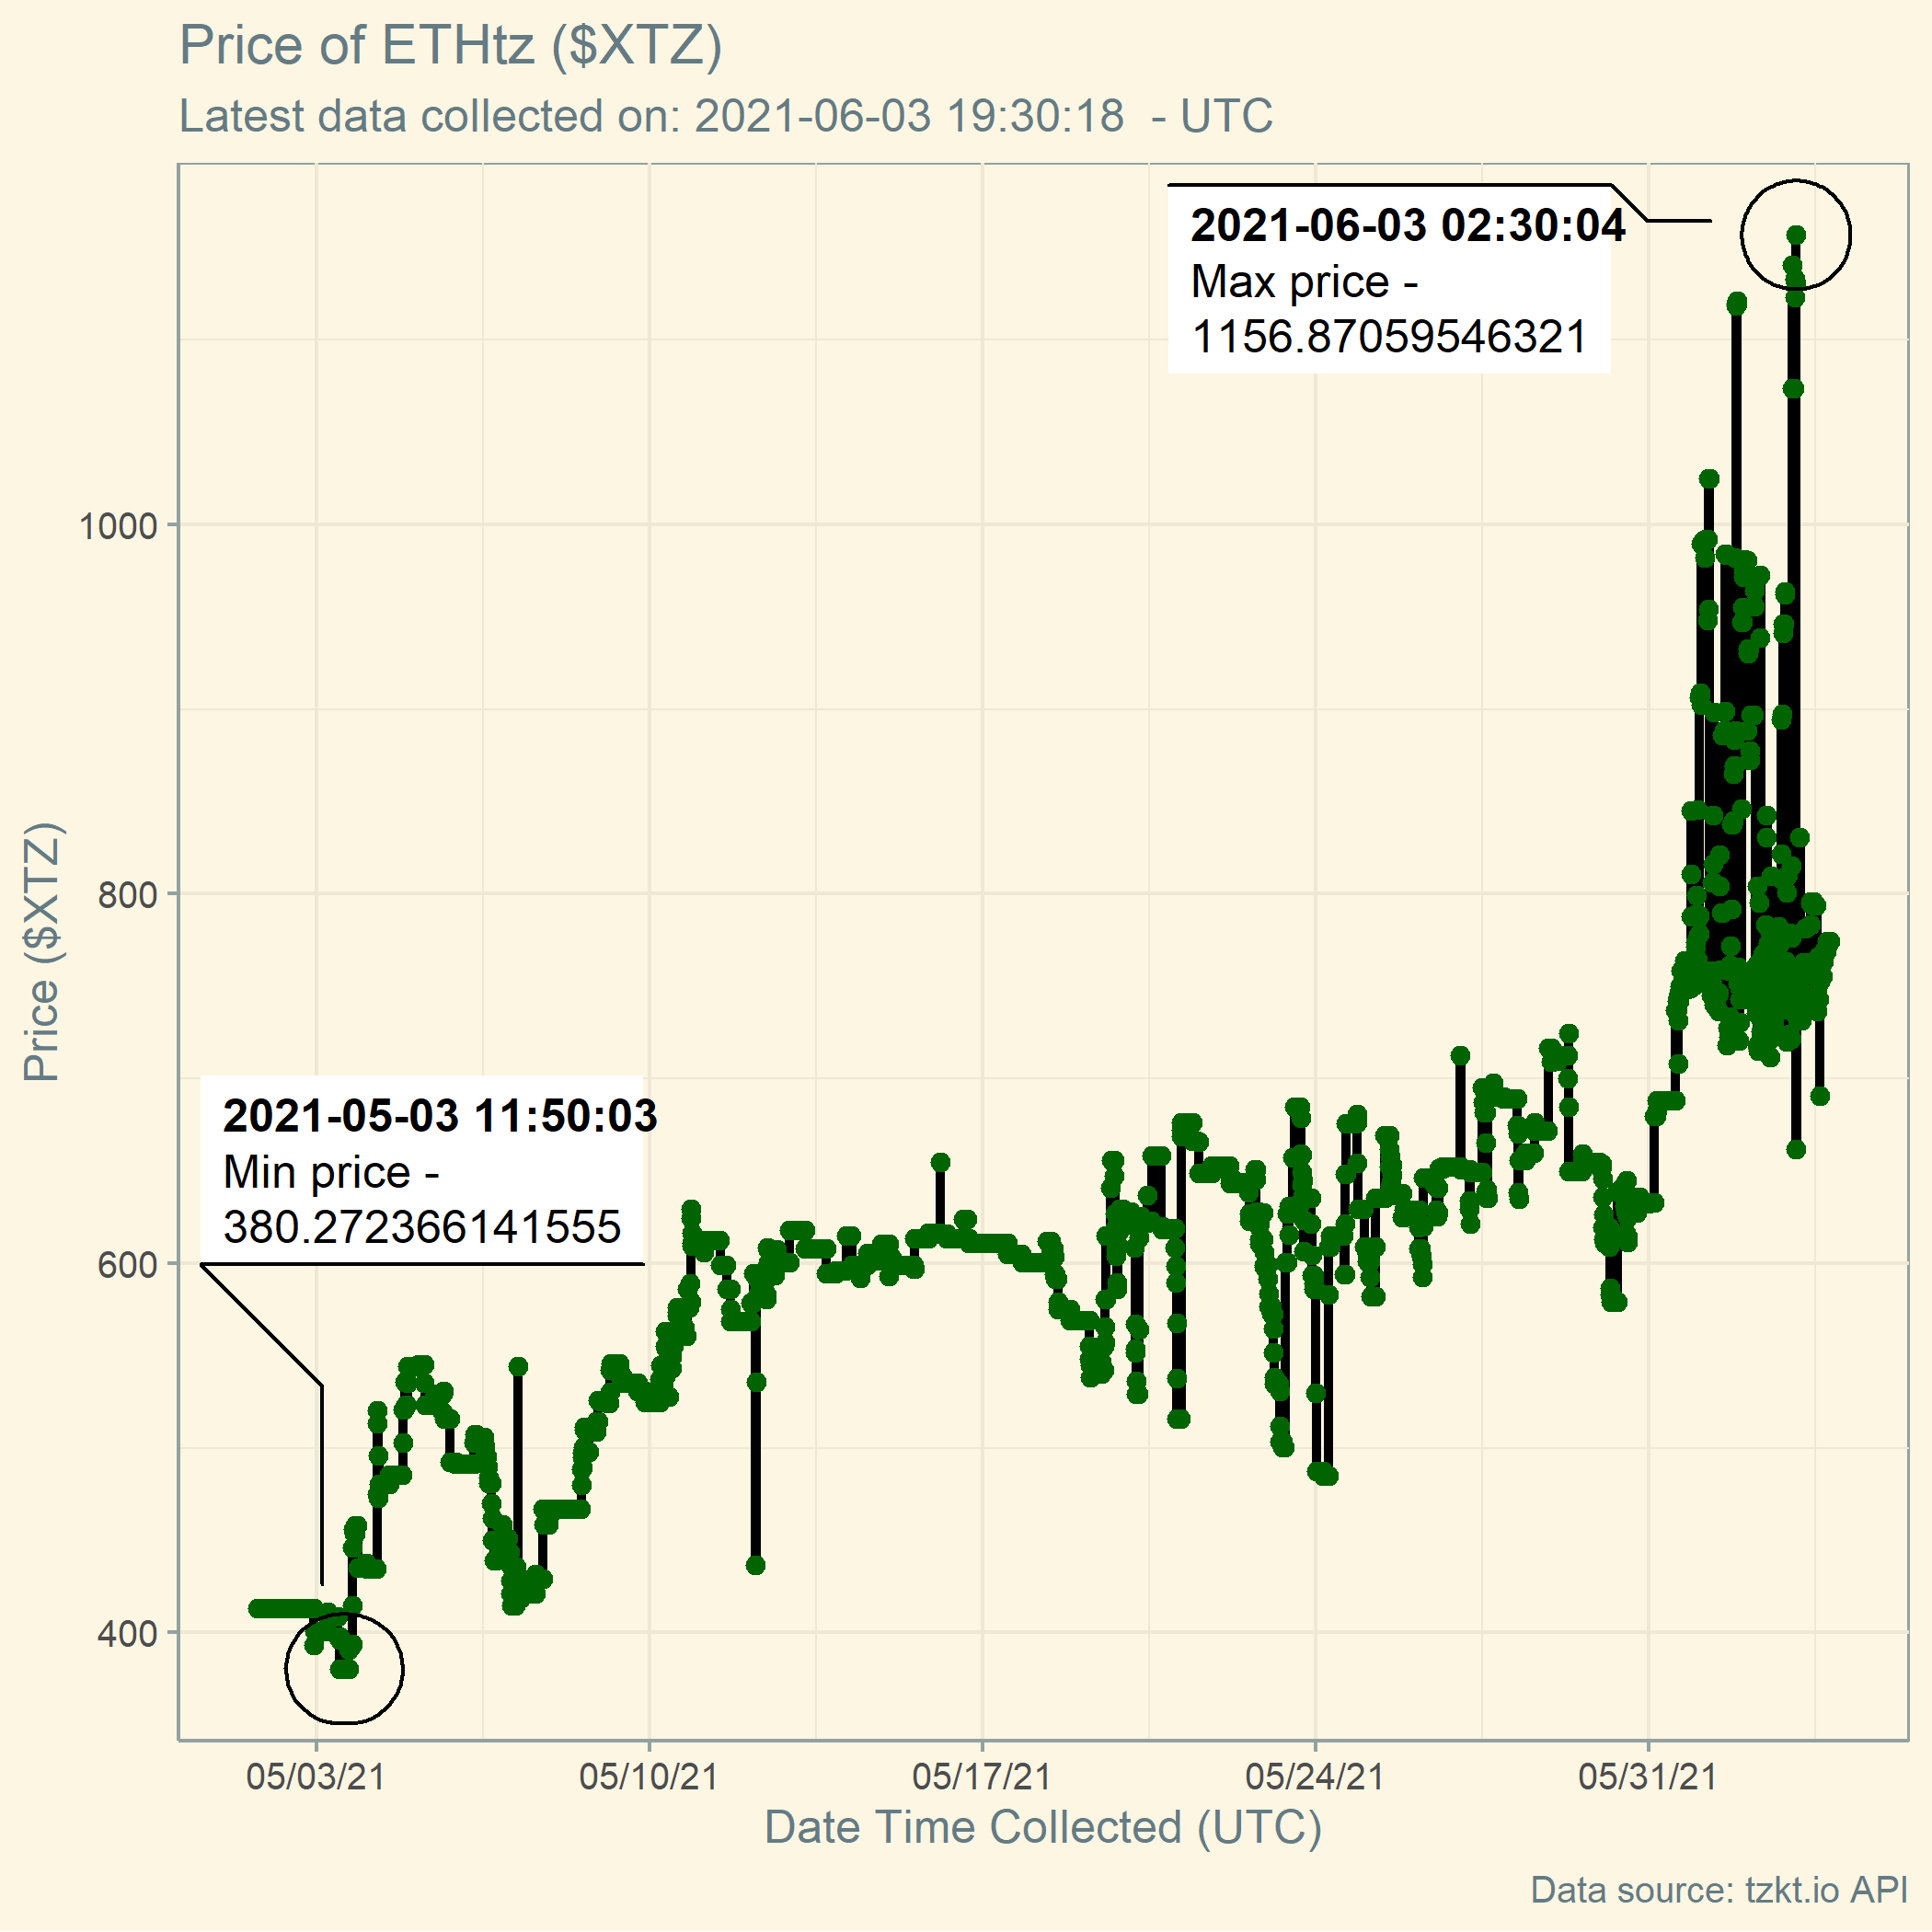 Price of ETHtz ($XTZ)
Latest data collected on: 2021-06-03 19:30:18  - UTC
2021-06-03 02:30:04
Max price -
1156.87059546321
1000
800
600
400
Price ($XTZ)
2021-05-03 11:50:03
Min price -
380.272366141555
05/03/21
05/10/21
05/17/21
05/24/21
05/31/21
Date Time Collected (UTC)
Data source: tzkt.io API